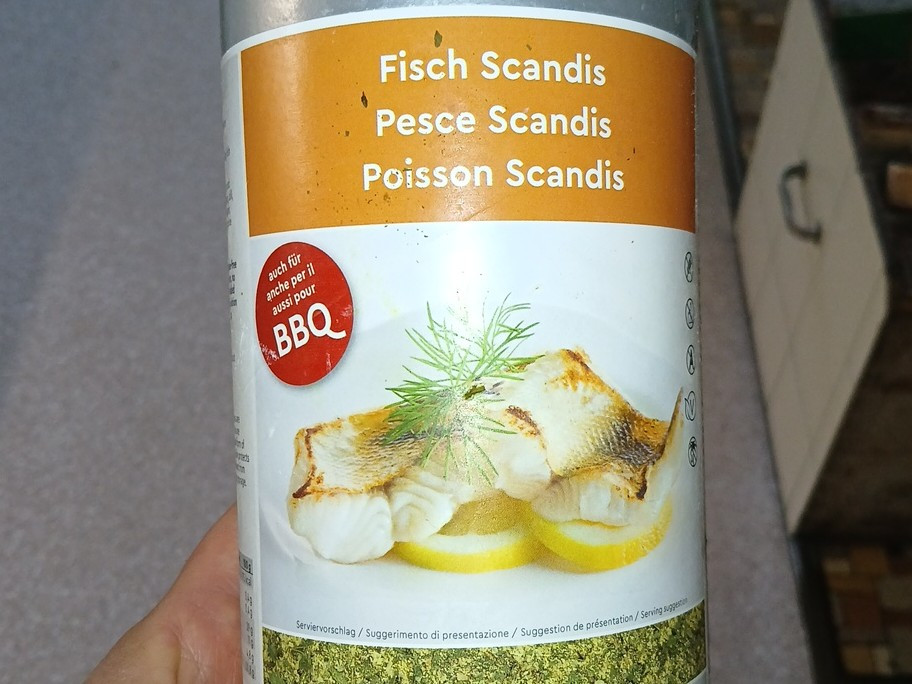 Fisch Scandis
Pesce Scandis
Poisson Scandis
auch für
anche per il
aussi pour
BBQ
Serviervorschlag / Suggerimento di presentazione / Suggestion de présentation / Serving suggestion